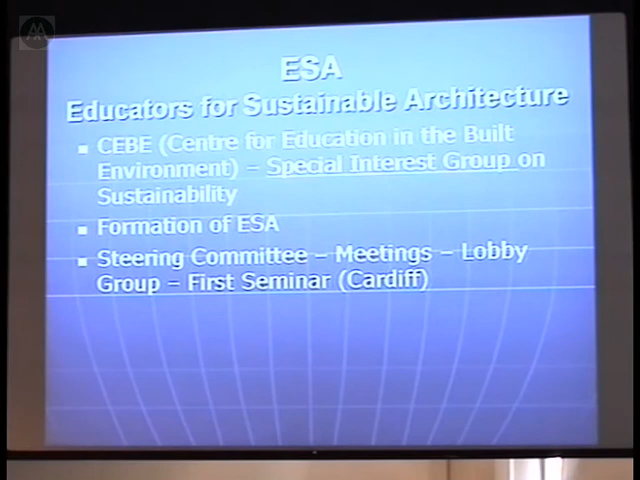 ESA
Educators for Sustainable Architecture
CEBE (Centre for Education in the Built
Environment) – Special Interest Group on
Sustainability
Formation of ESA
Steering Committee – Meetings – Lobby
Group – First Seminar (Cardiff)